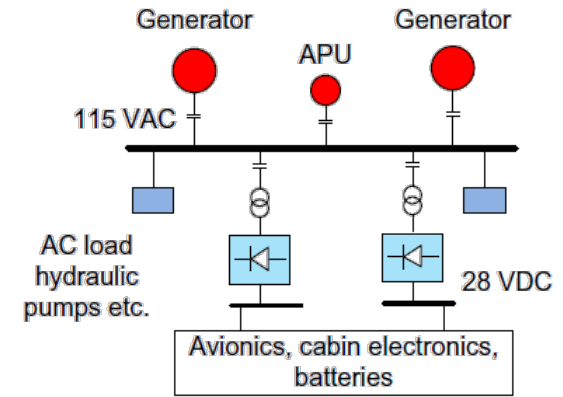 Generator
Generator
APU
115 VAC
AC load
hydraulic
pumps etc.
28 VDC
Avionics, cabin electronics,
batteries